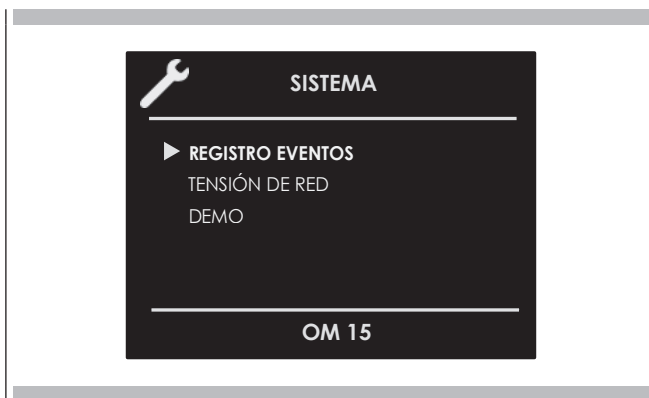 SISTEMA
REGISTRO EVENTOS
TENSIÓN DE RED
DEMO
OM 15